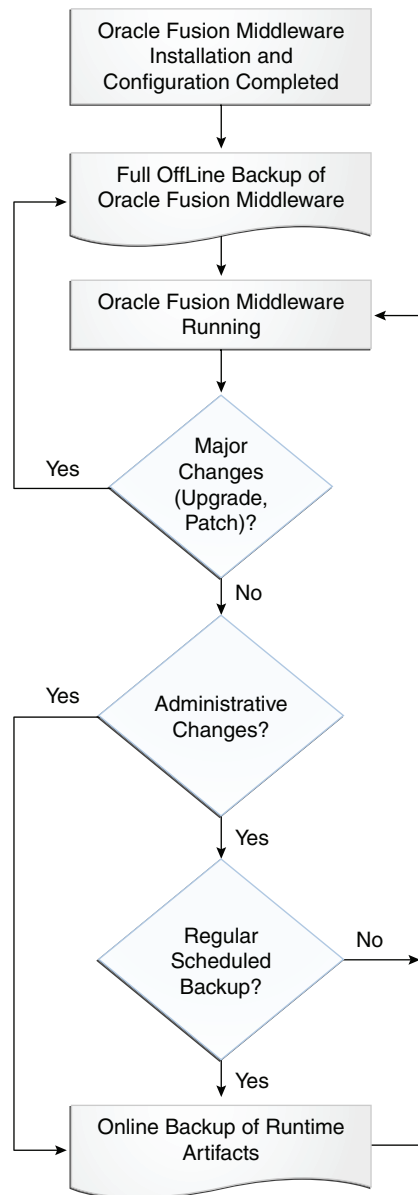 Oracle Fusion Middleware
Installation and
Configuration Completed
Full OffLine Backup of
Oracle Fusion Middleware
Oracle Fusion Middleware
Running
Major
Changes
(Upgrade,
Patch)?
Yes
No
Yes
Administrative
Changes?
Yes
Regular
Scheduled
Backup?
No
Yes
Online Backup of Runtime
Artifacts